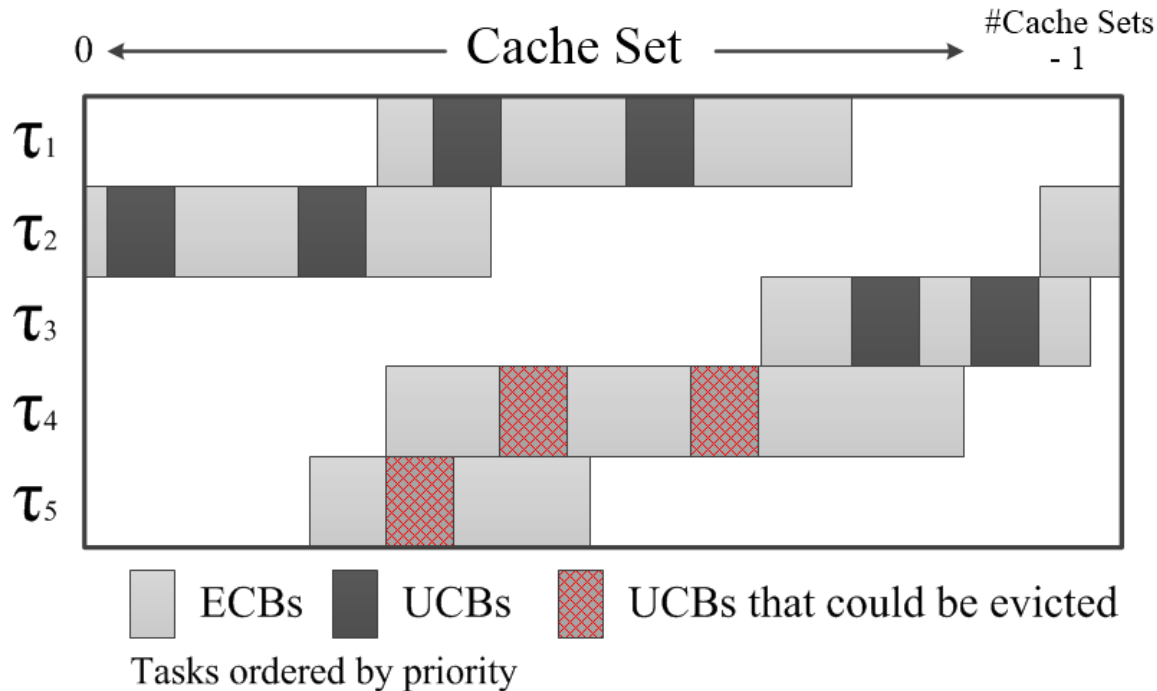 0 Cache Set #Cache Sets
- 1
τ1
τ2
τ3
τ4
τ5
ECBs UCBs UCBs that could be evicted
Tasks ordered by priority